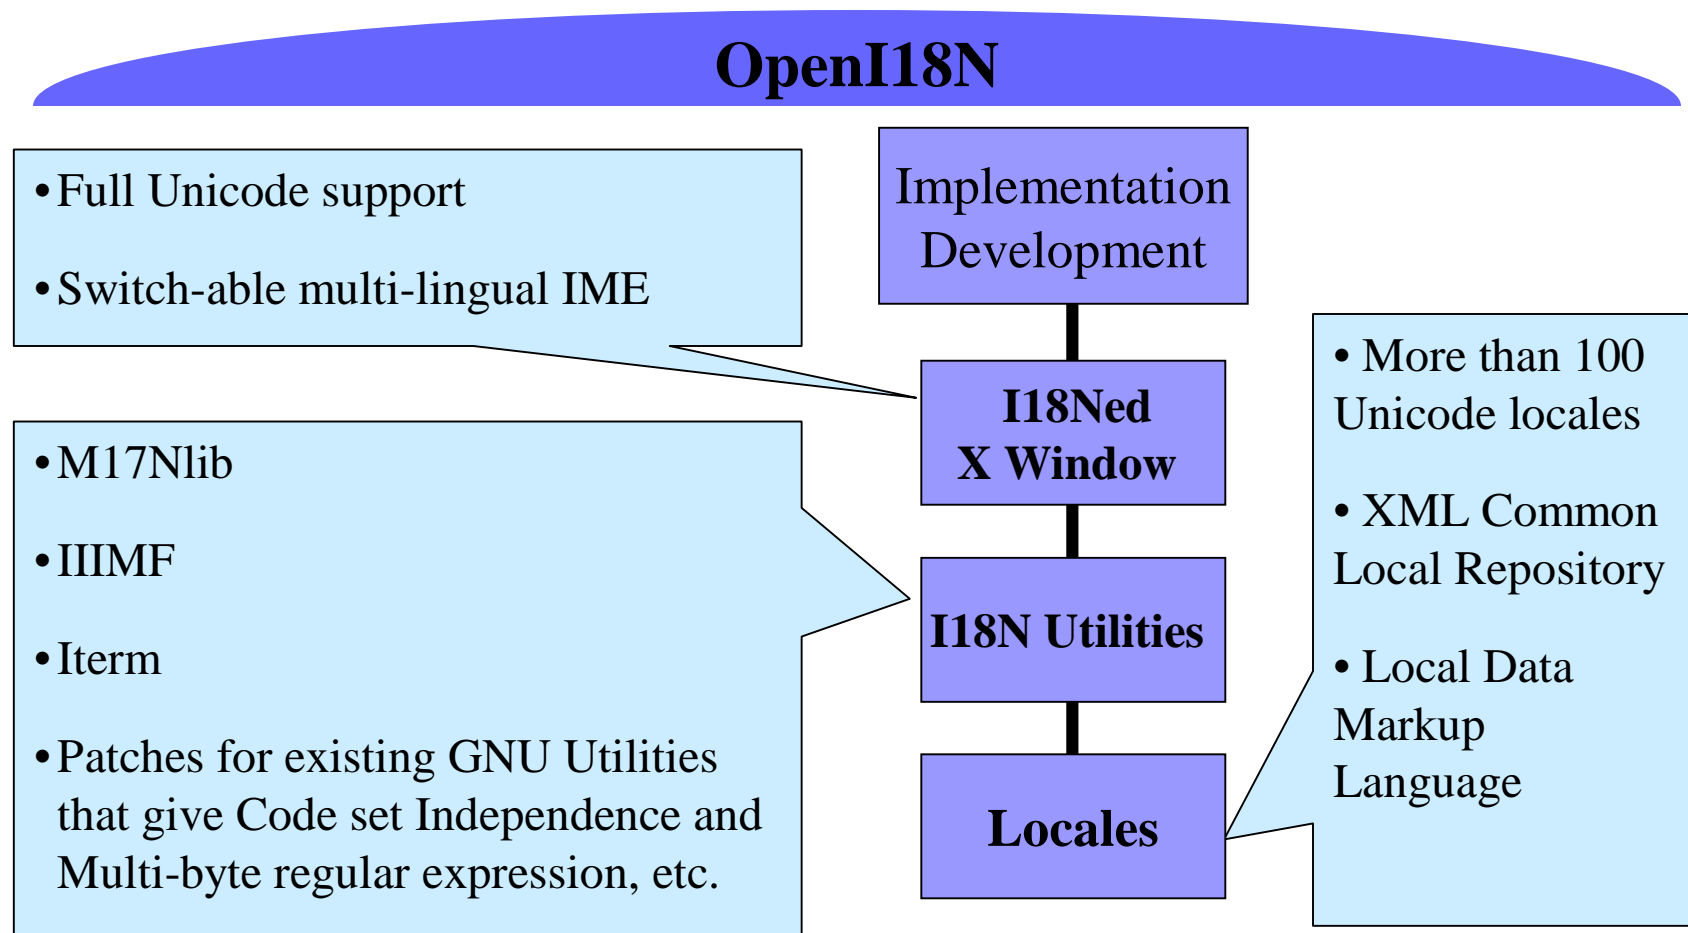 OpenI18N
•Full Unicode support
•Switch-able multi-lingual IME
•M17Nlib
•IIIMF
•Iterm
•Patches for existing GNU Utilities
that give Code set Independence and
Multi-byte regular expression, etc.
Implementation
Development
I18Ned
X Window
I18N Utilities
Locales
• More than 100
Unicode locales
• XML Common
Local Repository
• Local Data
Markup
Language